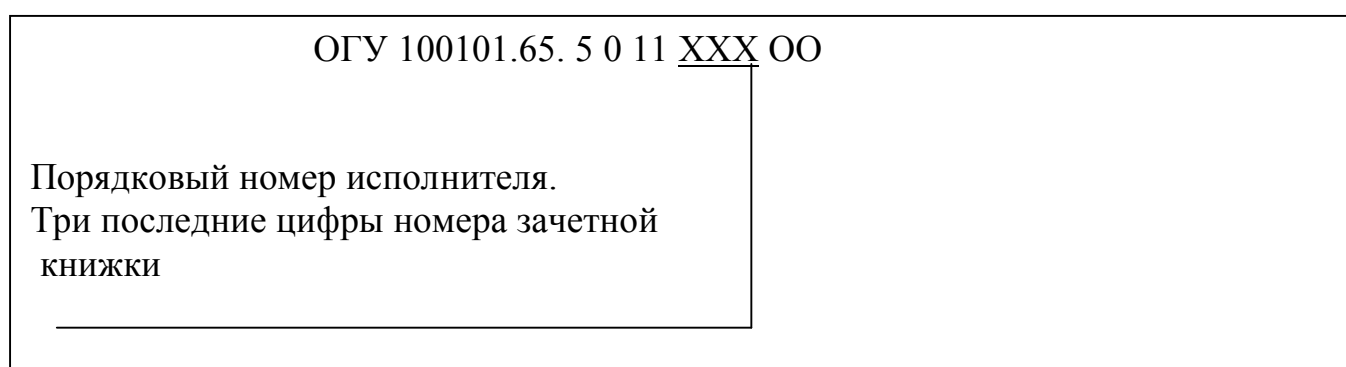 ОГУ 100101.65. 5 0 11 ХХХ ОО
Порядковый номер исполнителя.
Три последние цифры номера зачетной
книжки